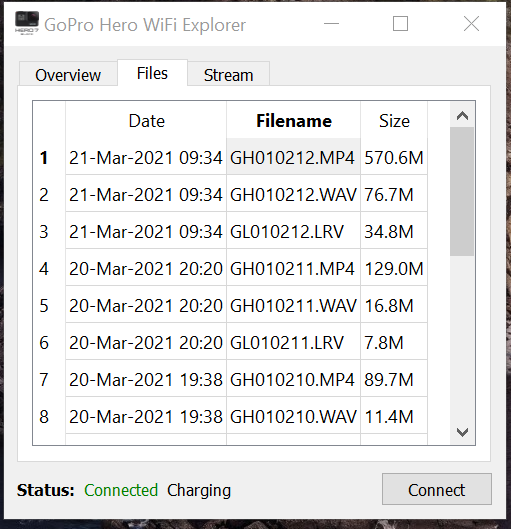 HERO7
BLACK
GoPro Hero WiFi Explorer
Overview Files Stream
Date Filename Size
1 21-Mar-2021 09:34 GH010212.MP4 570.6M
2 21-Mar-2021 09:34 GH010212.WAV 76.7M
3 21-Mar-2021 09:34 GL010212.LRV 34.8M
4 20-Mar-2021 20:20 GH010211.MP4 129.0M
5 20-Mar-2021 20:20 GH010211.WAV 16.8M
6 20-Mar-2021 20:20 GL010211.LRV 7.8M
7 20-Mar-2021 19:38 GH010210.MP4 89.7M
8 20-Mar-2021 19:38 GH010210.WAV 11.4M
Status: Connected Charging Connect